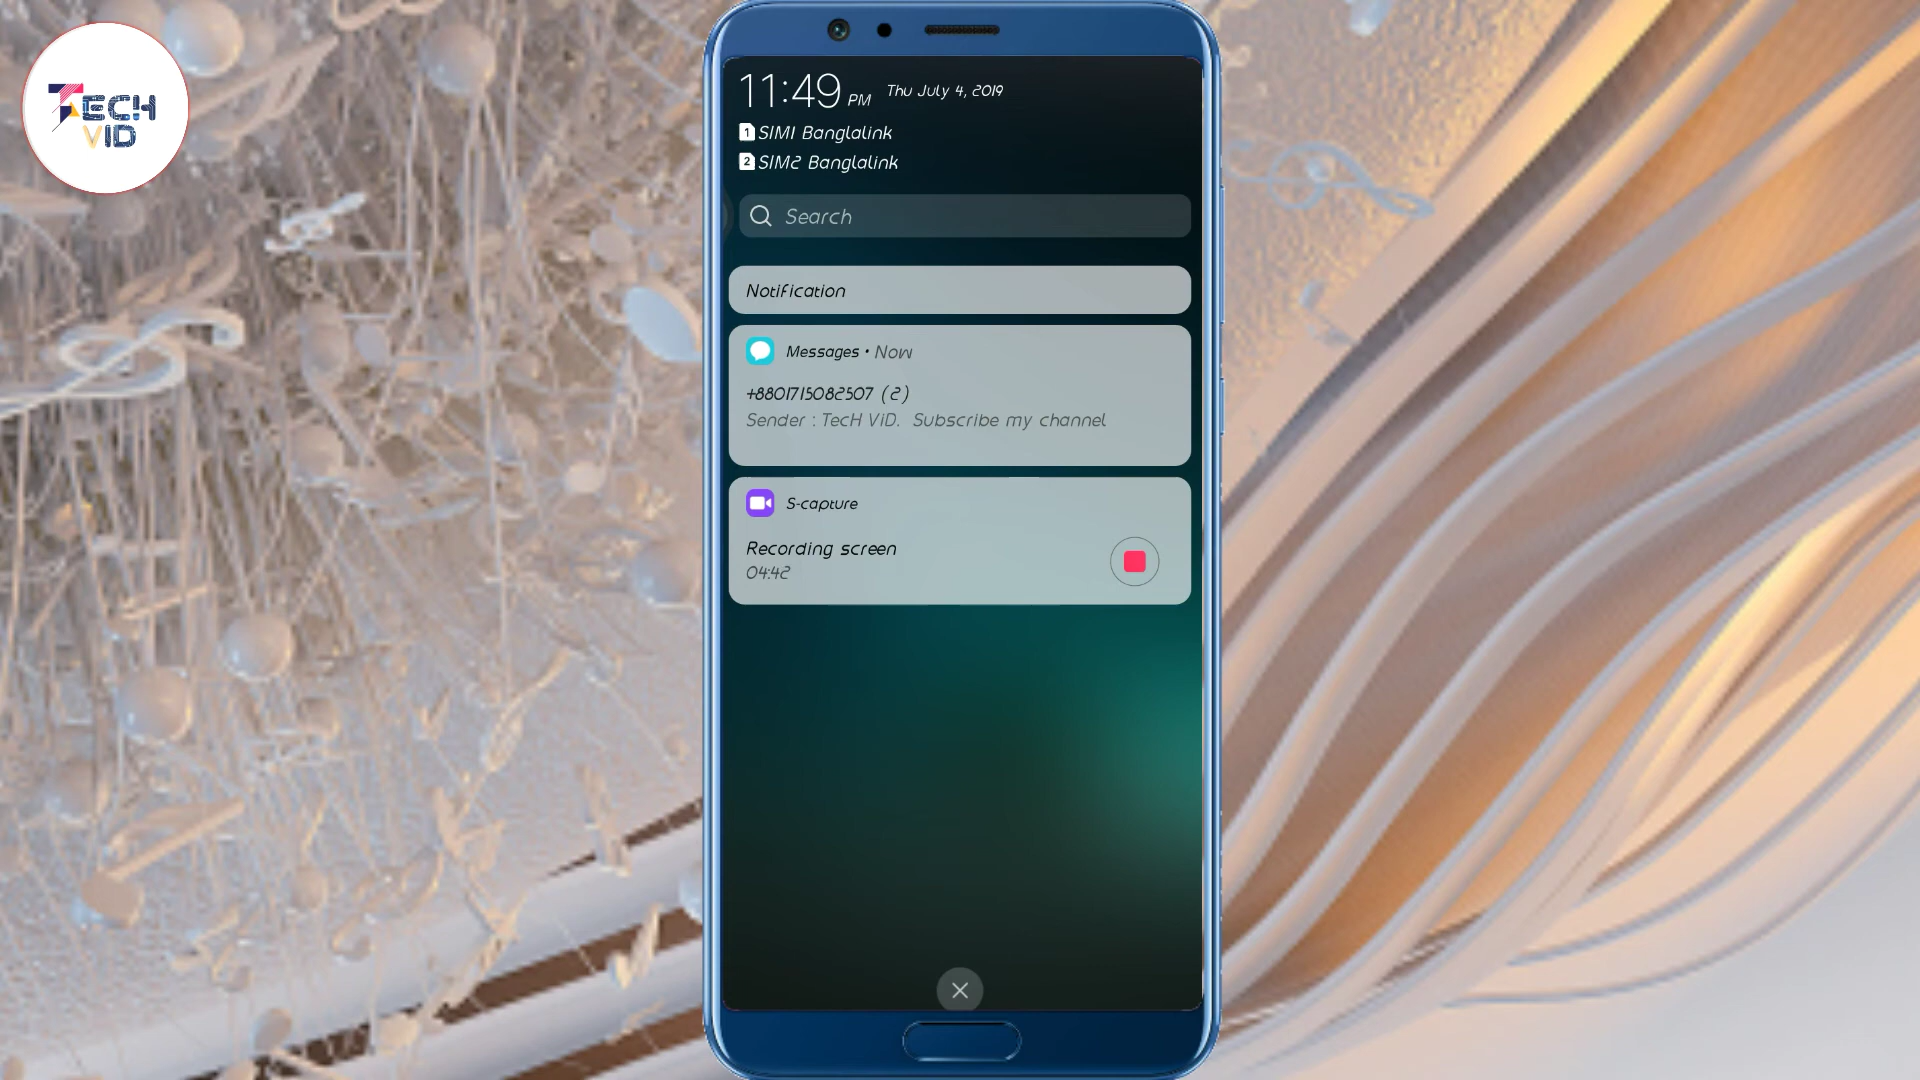 TECH
VID
11:49 PM Thu July 4, 2019
1 SIM1 Banglalink
2 SIM2 Banglalink
Search
Notification
Messages • Now
+8801715082507 (2)
Sender : TecH ViD. Subscribe my channel
S-capture
Recording screen
04:42